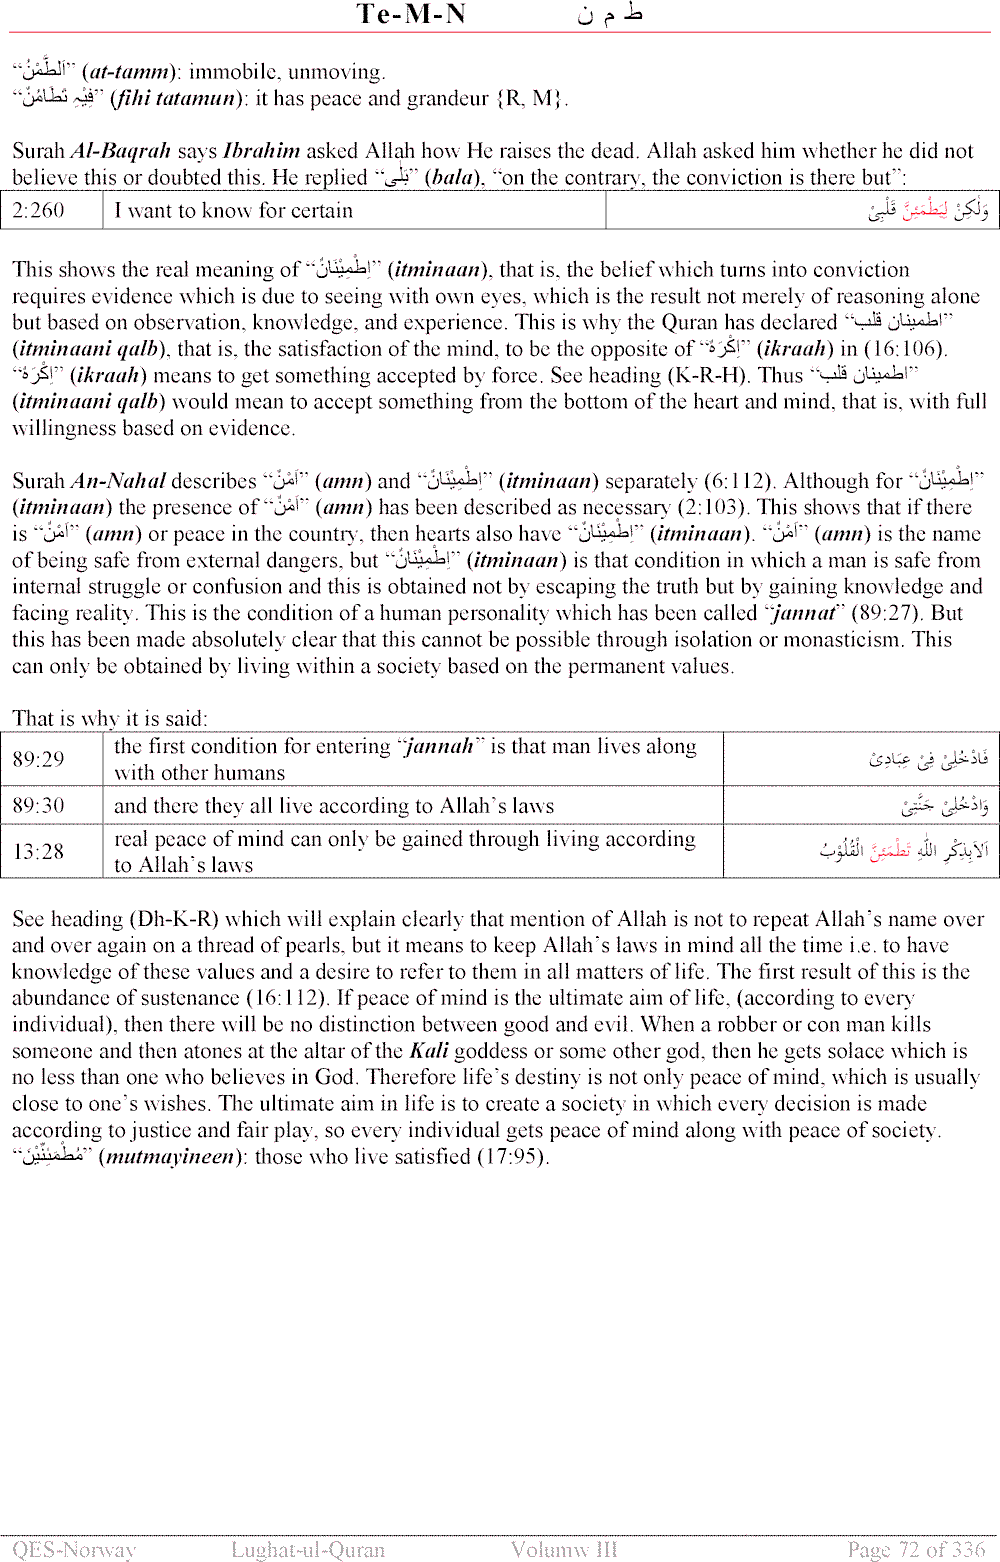 Te-M-N ط م ن
“اَلطَّمْنُ” (at-tamm): immobile, unmoving.
“فِيْہِ تَطَامُنٌ” (fihi tatamun): it has peace and grandeur {R, M}.
Surah Al-Baqrah says Ibrahim asked Allah how He raises the dead. Allah asked him whether he did not
believe this or doubted this. He replied “بَلٰى” (bala), “on the contrary, the conviction is there but”:
2:260 I want to know for certain وَلٰكِنْ لِيَطْمَئِنَّ قَلْبِىْ
This shows the real meaning of “اِطْمِيْنَانٌ” (itminaan), that is, the belief which turns into conviction
requires evidence which is due to seeing with own eyes, which is the result not merely of reasoning alone
but based on observation, knowledge, and experience. This is why the Quran has declared “اطمینان قلب”
(itminaani qalb), that is, the satisfaction of the mind, to be the opposite of “اِكْرَهٌ” (ikraah) in (16:106).
“اِكْرَهٌ” (ikraah) means to get something accepted by force. See heading (K-R-H). Thus “اطمینان قلب”
(itminaani qalb) would mean to accept something from the bottom of the heart and mind, that is, with full
willingness based on evidence.
Surah An-Nahal describes “اَمْنٌ” (amn) and “اِطْمِيْنَانٌ” (itminaan) separately (6:112). Although for “اِطْمِيْنَانٌ”
(itminaan) the presence of “اَمْنٌ” (amn) has been described as necessary (2:103). This shows that if there
is “اَمْنٌ” (amn) or peace in the country, then hearts also have “اِطْمِيْنَانٌ” (itminaan). “اَمْنٌ” (amn) is the name
of being safe from external dangers, but “اِطْمِيْنَانٌ” (itminaan) is that condition in which a man is safe from
internal struggle or confusion and this is obtained not by escaping the truth but by gaining knowledge and
facing reality. This is the condition of a human personality which has been called “jannat” (89:27). But
this has been made absolutely clear that this cannot be possible through isolation or monasticism. This
can only be obtained by living within a society based on the permanent values.
That is why it is said:
89:29 the first condition for entering “jannah” is that man lives along
with other humans فَادْخُلِىْ فِىْ عِبَادِىْ
89:30 and there they all live according to Allah’s laws وَادْخُلِىْ جَنَّتِىْ
13:28 real peace of mind can only be gained through living according
to Allah’s laws اَلاَبِذِكْرِ اللّٰهِ تَطْمَئِنَّ الْقُلُوْبُ
See heading (Dh-K-R) which will explain clearly that mention of Allah is not to repeat Allah’s name over
and over again on a thread of pearls, but it means to keep Allah’s laws in mind all the time i.e. to have
knowledge of these values and a desire to refer to them in all matters of life. The first result of this is the
abundance of sustenance (16:112). If peace of mind is the ultimate aim of life, (according to every
individual), then there will be no distinction between good and evil. When a robber or con man kills
someone and then atones at the altar of the Kali goddess or some other god, then he gets solace which is
no less than one who believes in God. Therefore life’s destiny is not only peace of mind, which is usually
close to one’s wishes. The ultimate aim in life is to create a society in which every decision is made
according to justice and fair play, so every individual gets peace of mind along with peace of society.
“مُطْمَئِنِّيْنَ” (mutmayineen): those who live satisfied (17:95).
QES-Norway Lughat-ul-Quran Volumw III Page 72 of 336